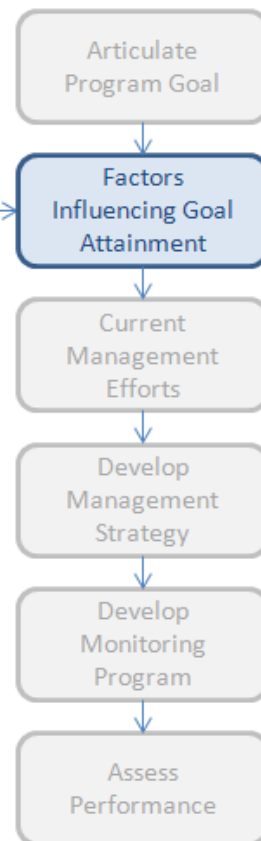 Articulate
Program Goal
Factors
Influencing Goal
Attainment
Current
Management
Efforts
Develop
Management
Strategy
Develop
Monitoring
Program
Assess
Performance